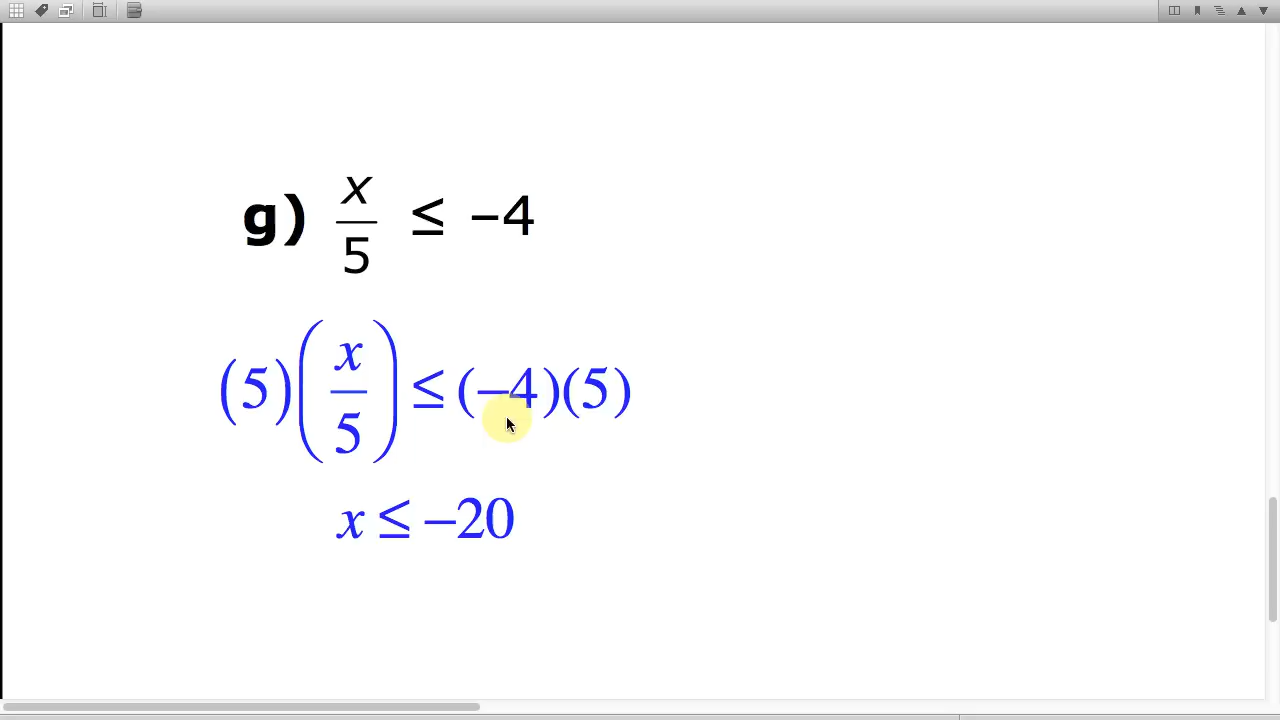 g) x/5 ≤ –4
(5)(x/5) ≤ (–4)(5)
x ≤ –20